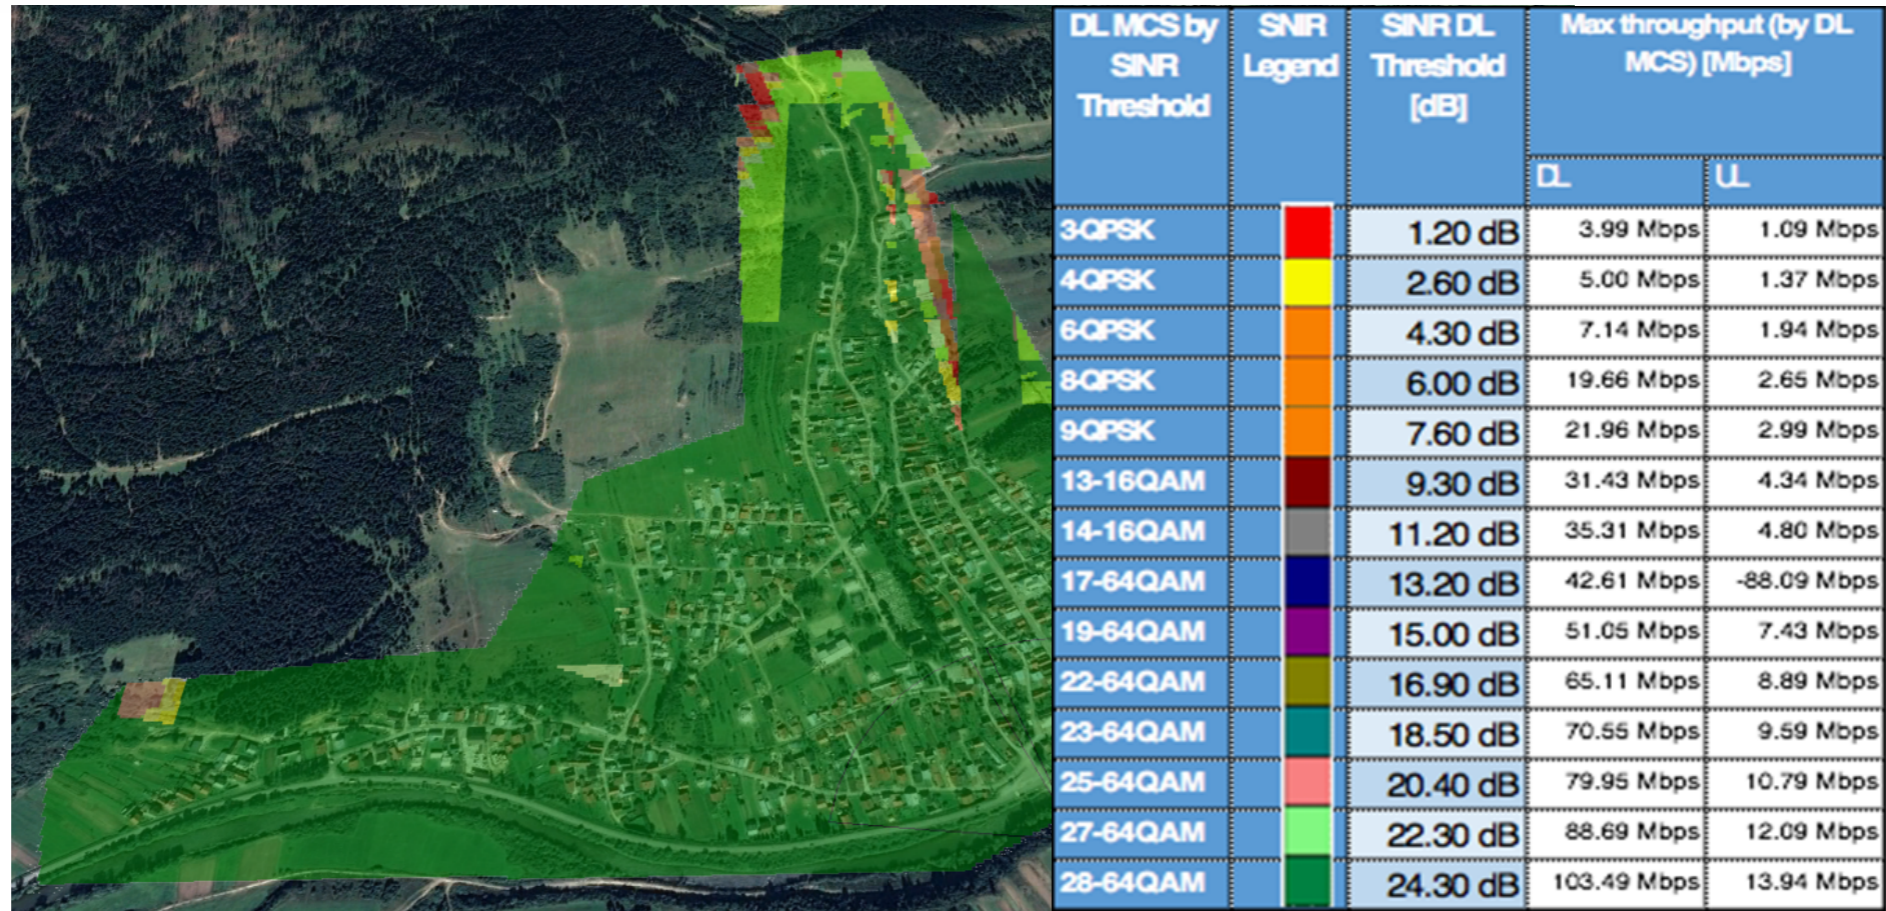 DL MCS by SINR Threshold
SNIR Legend
SINR DL Threshold [dB]
Max throughput (by DL MCS) [Mbps]
DL UL
3-QPSK 1.20 dB 3.99 Mbps 1.09 Mbps
4-QPSK 2.60 dB 5.00 Mbps 1.37 Mbps
6-QPSK 4.30 dB 7.14 Mbps 1.94 Mbps
8-QPSK 6.00 dB 19.66 Mbps 2.65 Mbps
9-QPSK 7.60 dB 21.96 Mbps 2.99 Mbps
13-16QAM 9.30 dB 31.43 Mbps 4.34 Mbps
14-16QAM 11.20 dB 35.31 Mbps 4.80 Mbps
17-64QAM 13.20 dB 42.61 Mbps -88.09 Mbps
19-64QAM 15.00 dB 51.05 Mbps 7.43 Mbps
22-64QAM 16.90 dB 65.11 Mbps 8.89 Mbps
23-64QAM 18.50 dB 70.55 Mbps 9.59 Mbps
25-64QAM 20.40 dB 79.95 Mbps 10.79 Mbps
27-64QAM 22.30 dB 88.69 Mbps 12.09 Mbps
28-64QAM 24.30 dB 103.49 Mbps 13.94 Mbps